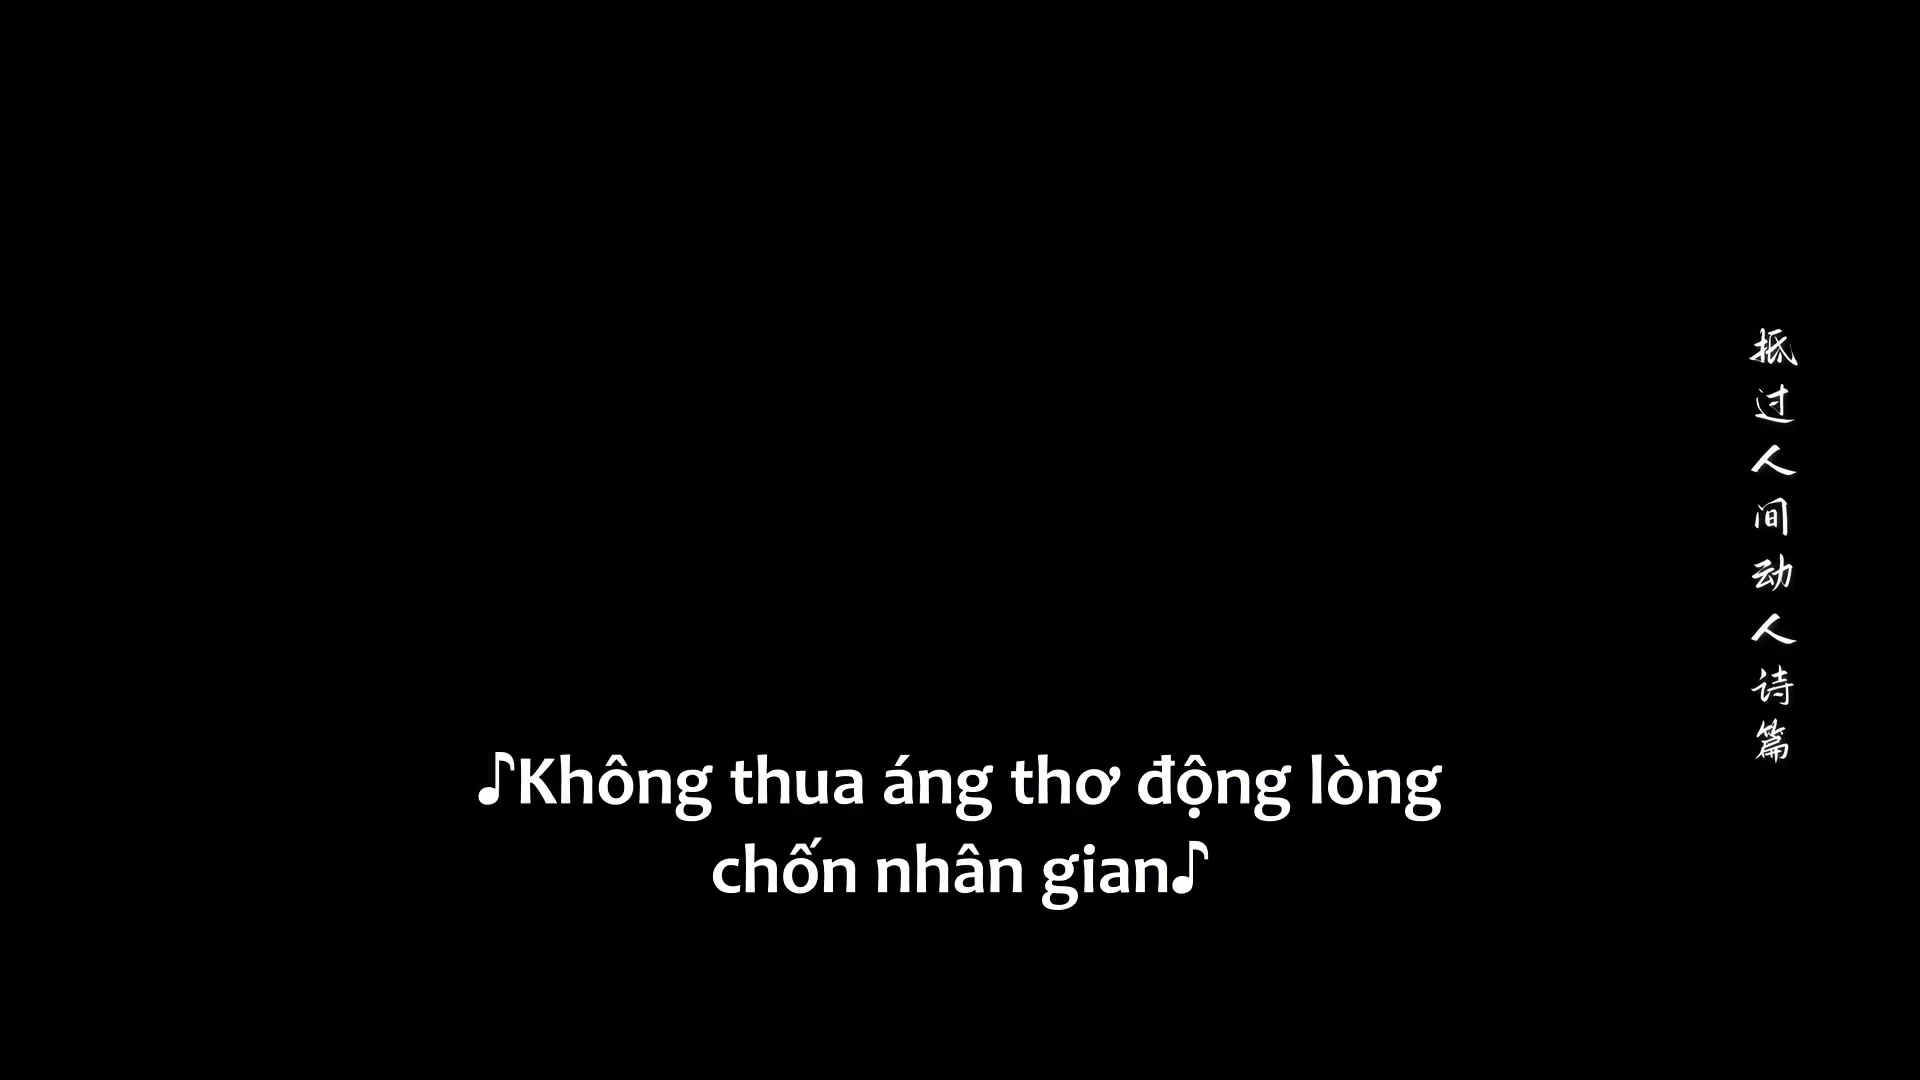 抵过人间动人诗篇
♪Không thua áng thơ động lòng
chốn nhân gian♪